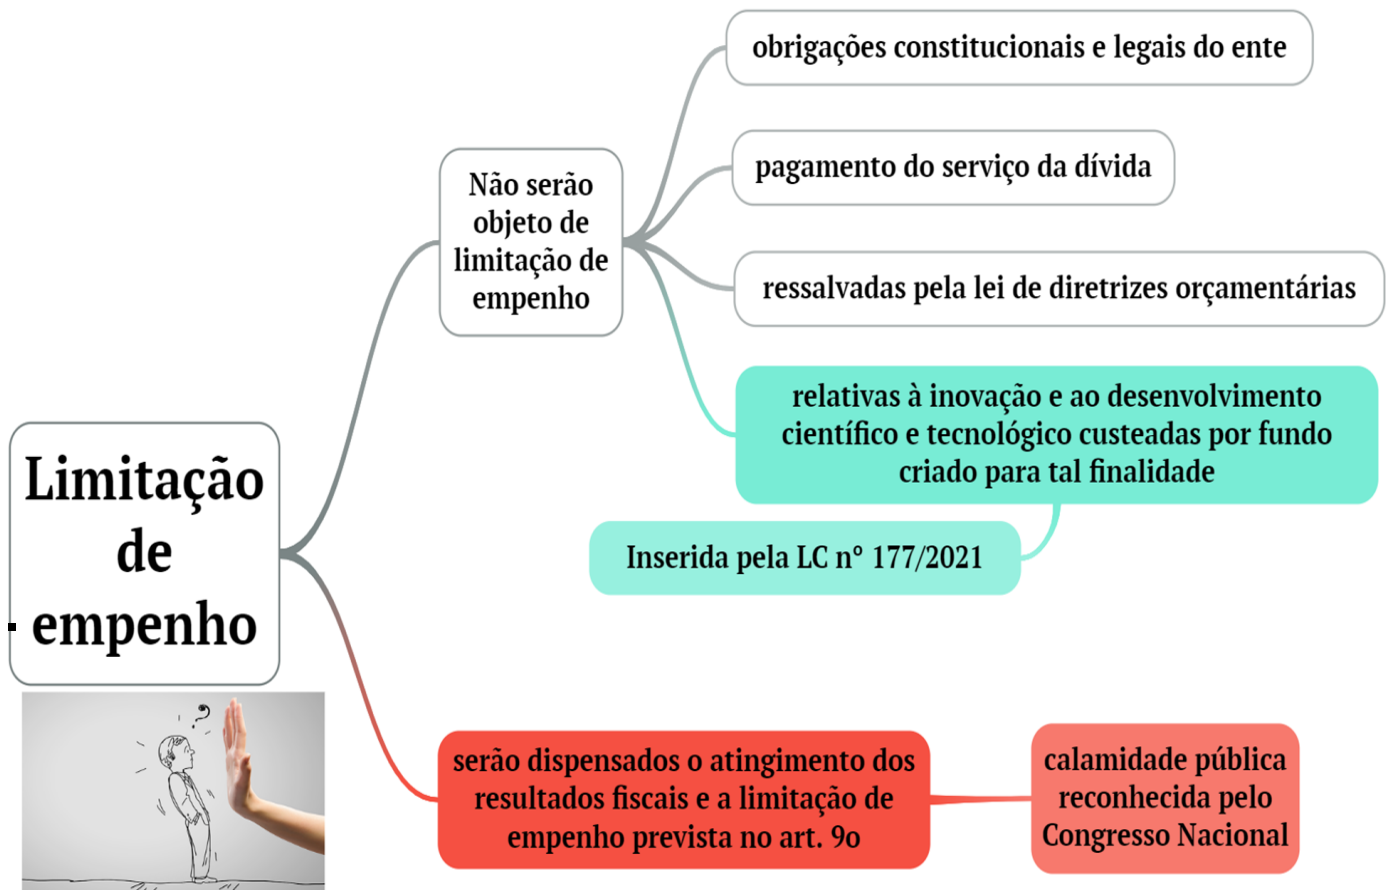 obrigações constitucionais e legais do ente
pagamento do serviço da dívida
Não serão
objeto de
limitação de
empenho
ressalvadas pela lei de diretrizes orçamentárias
relativas à inovação e ao desenvolvimento
científico e tecnológico custeadas por fundo
criado para tal finalidade
Inserida pela LC nº 177/2021
Limitação
de
empenho
serão dispensados o atingimento dos
resultados fiscais e a limitação de
empenho prevista no art. 9o
calamidade pública
reconhecida pelo
Congresso Nacional
?